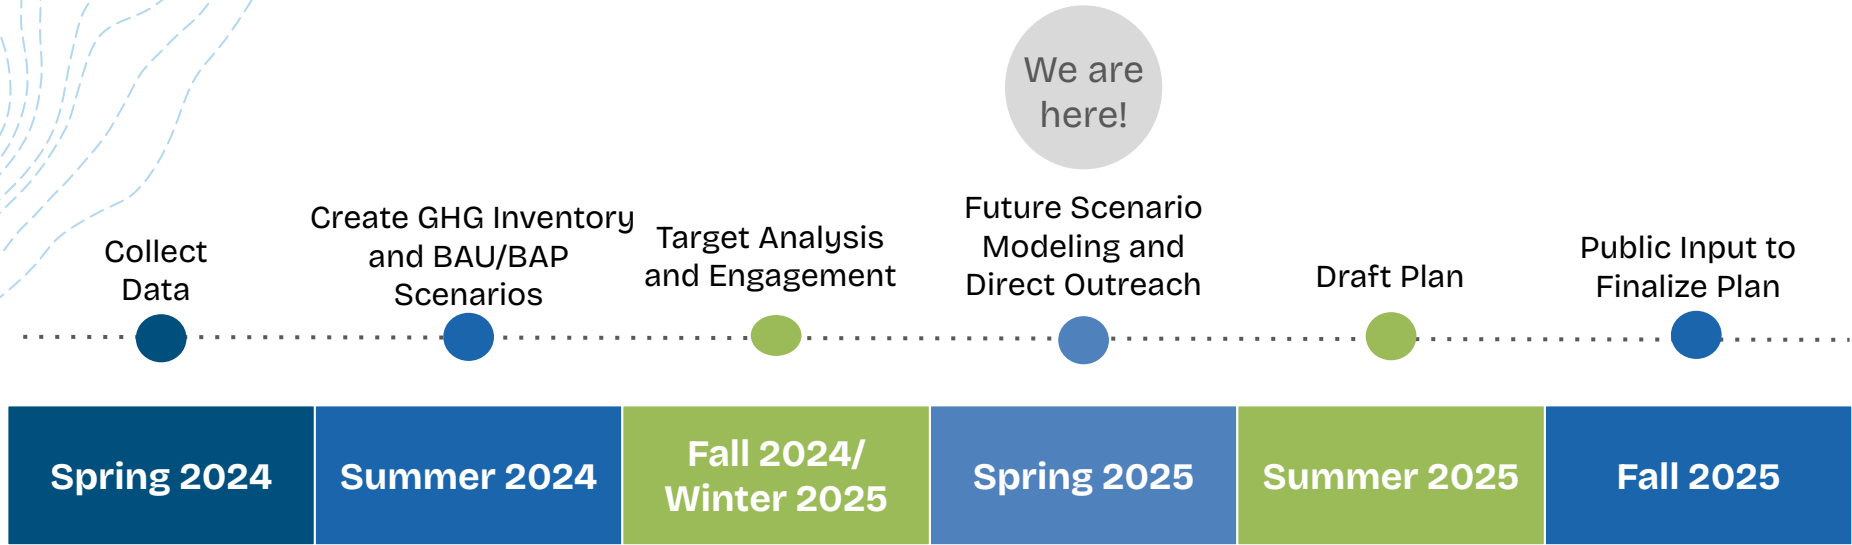 We are
here!
Collect
Data
Create GHG Inventory
and BAU/BAP
Scenarios
Target Analysis
and Engagement
Future Scenario
Modeling and
Direct Outreach
Draft Plan
Public Input to
Finalize Plan
Spring 2024
Summer 2024
Fall 2024/
Winter 2025
Spring 2025
Summer 2025
Fall 2025